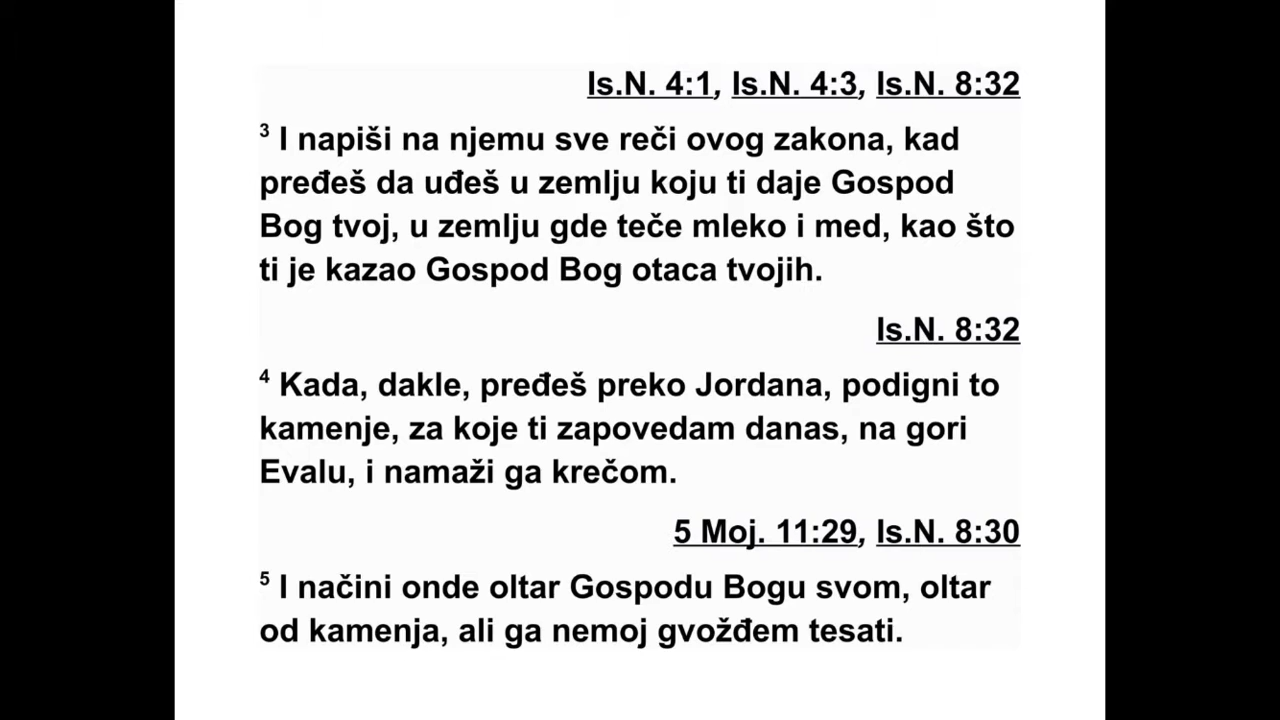 Is.N. 4:1, Is.N. 4:3, Is.N. 8:32
3 I napiši na njemu sve reči ovog zakona, kad
pređeš da uđeš u zemlju koju ti daje Gospod
Bog tvoj, u zemlju gde teče mleko i med, kao što
ti je kazao Gospod Bog otaca tvojih.
Is.N. 8:32
4 Kada, dakle, pređeš preko Jordana, podigni to
kamenje, za koje ti zapovedam danas, na gori
Evalu, i namaži ga krečom.
5 Moj. 11:29, Is.N. 8:30
5 I načini onde oltar Gospodu Bogu svom, oltar
od kamenja, ali ga nemoj gvožđem tesati.